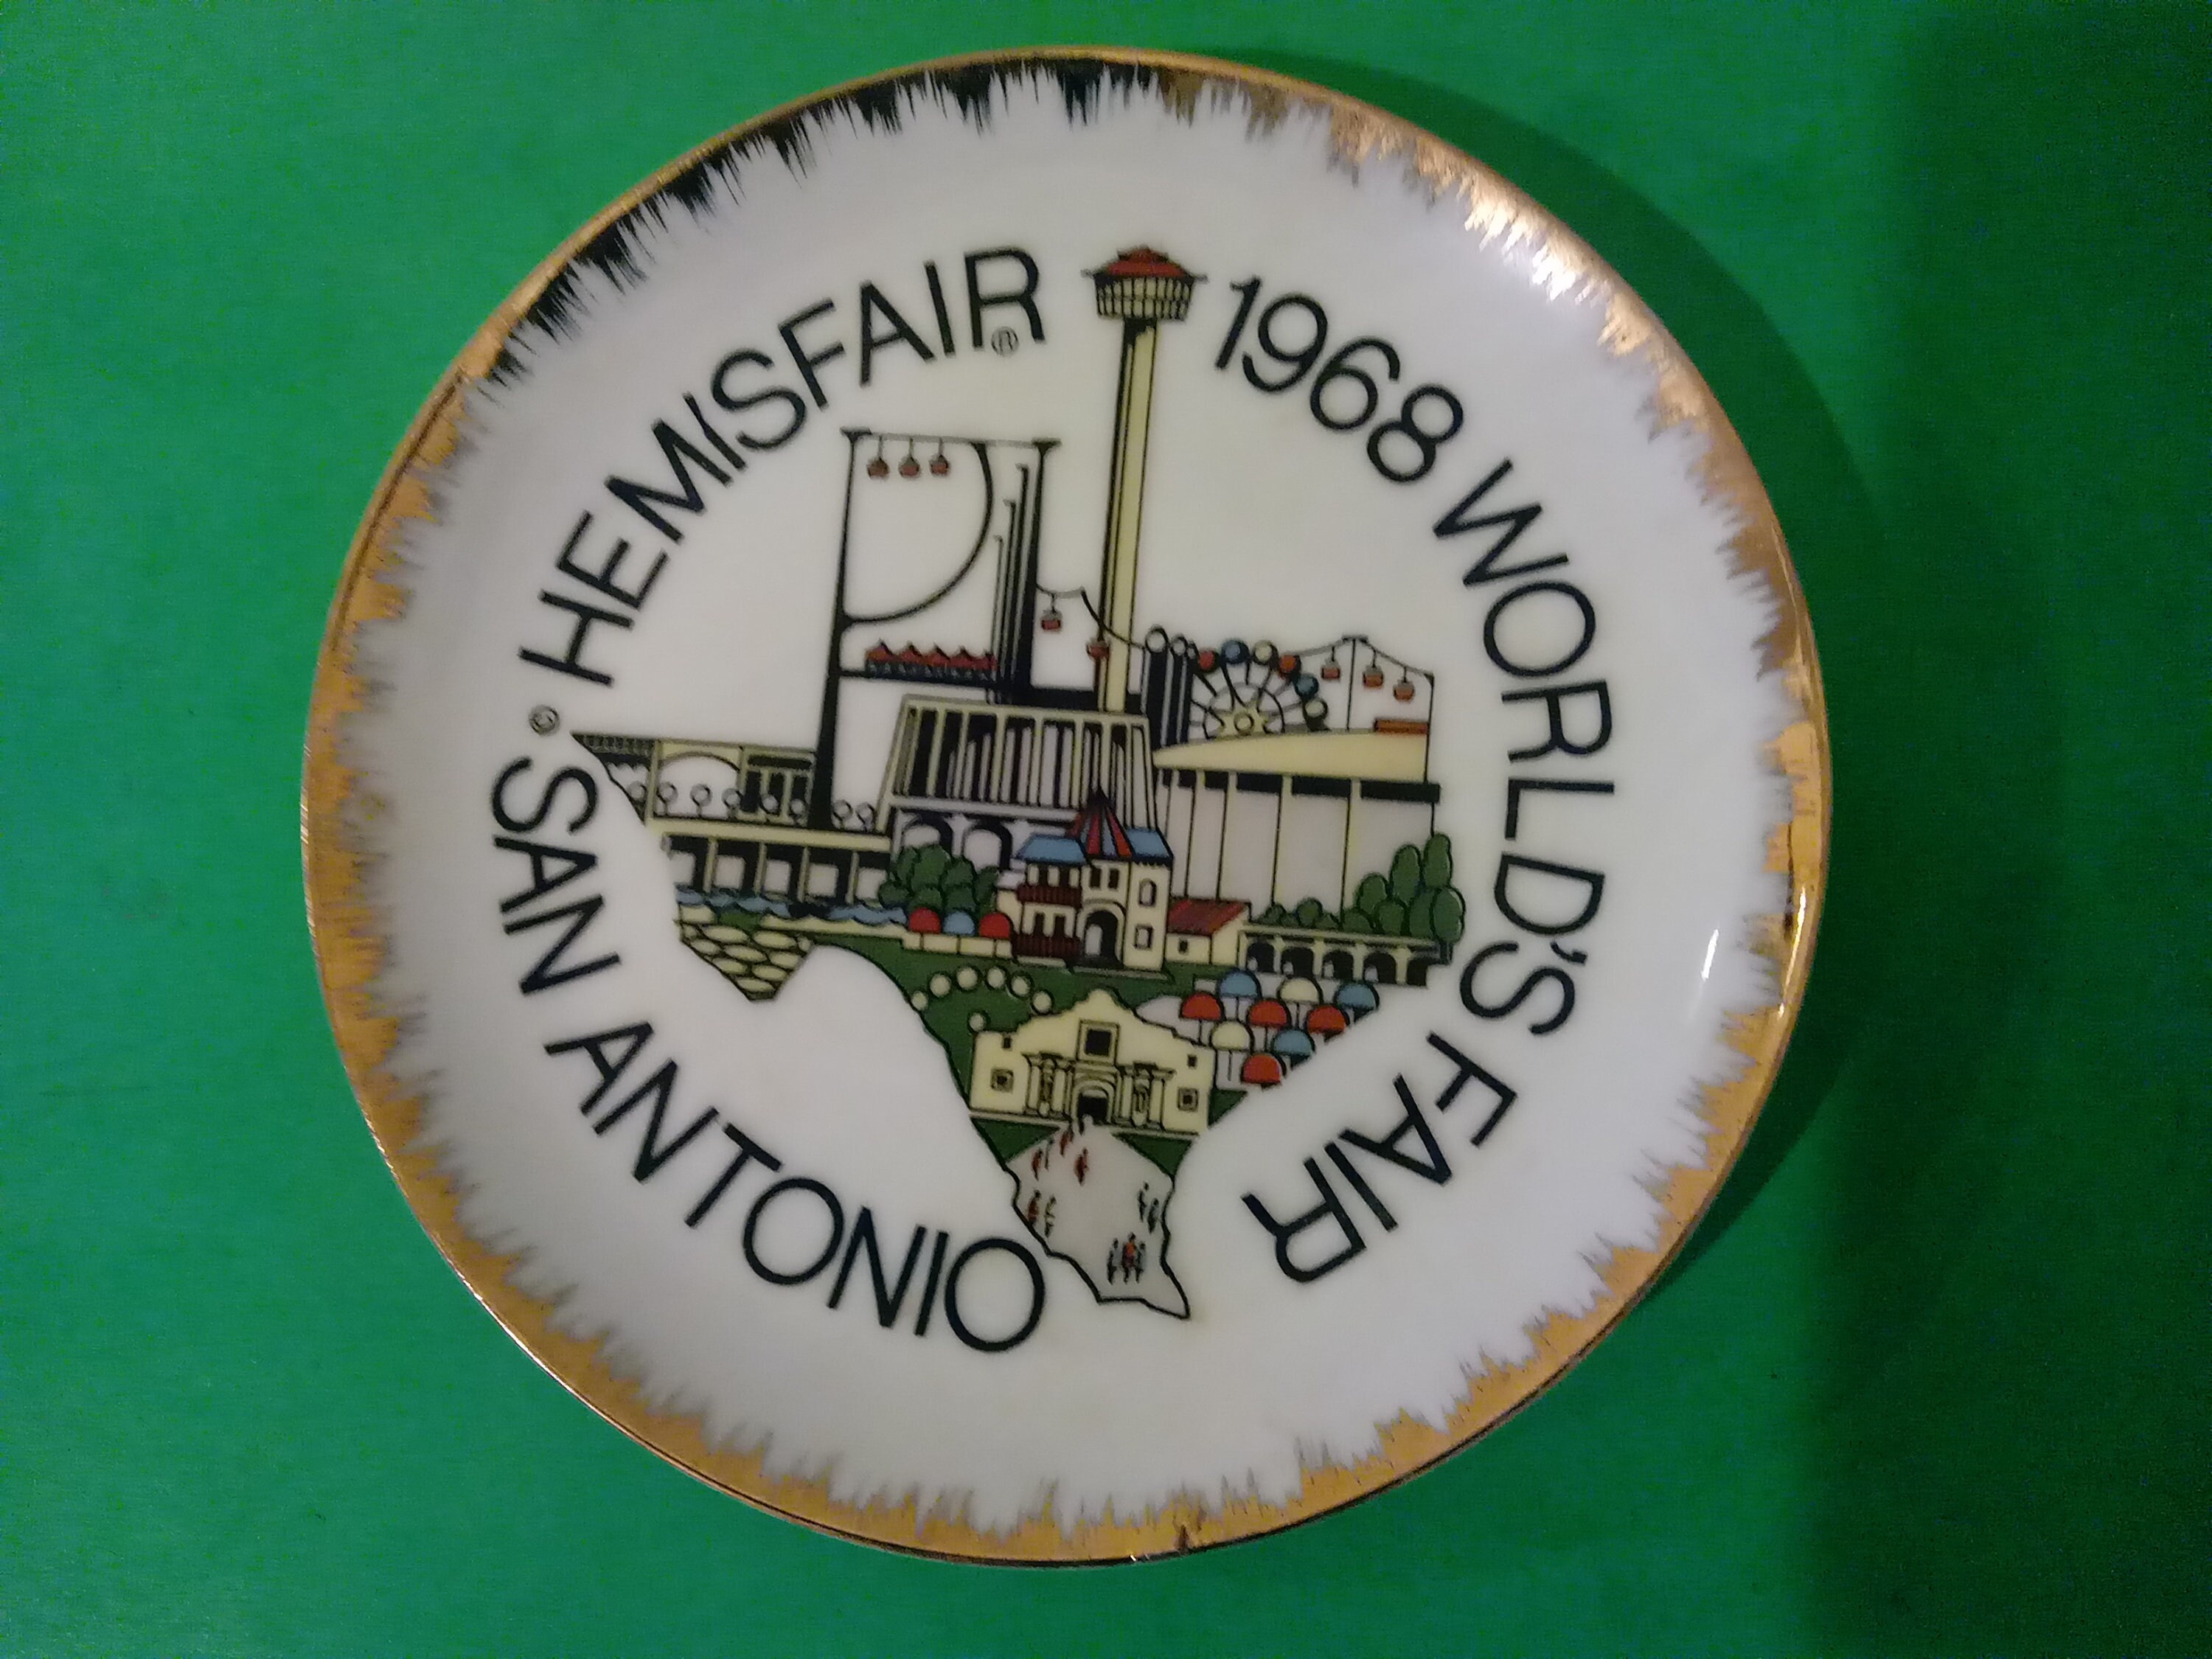 HEMISFAIR® 1968 WORLD'S FAIR
© SAN ANTONIO